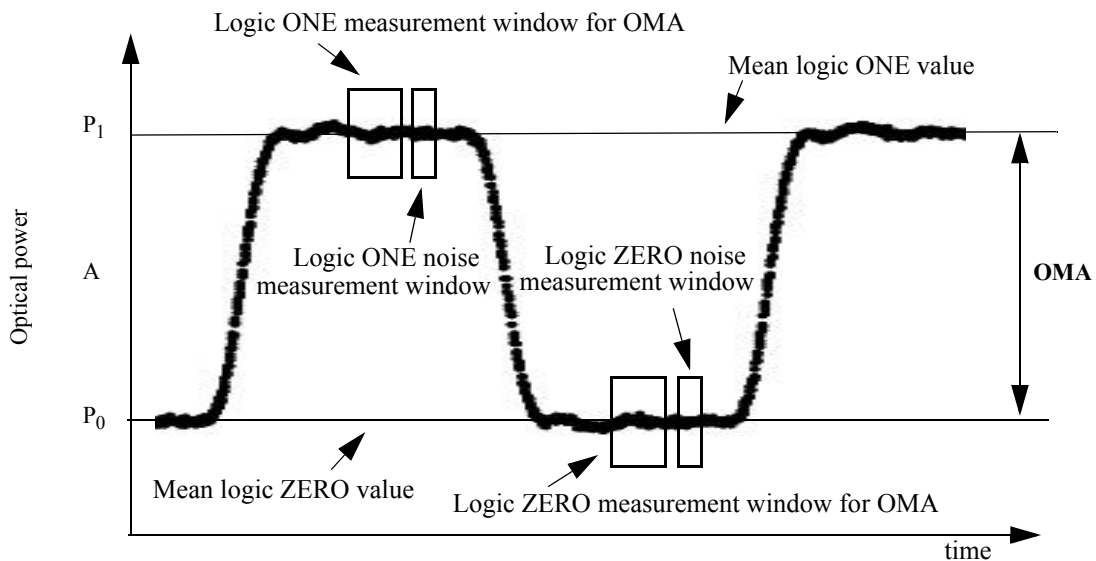 Logic ONE measurement window for OMA
Mean logic ONE value
P1
Logic ONE noise
measurement window
Logic ZERO noise
measurement window
Optical power
A
OMA
P0
Mean logic ZERO value
Logic ZERO measurement window for OMA
time